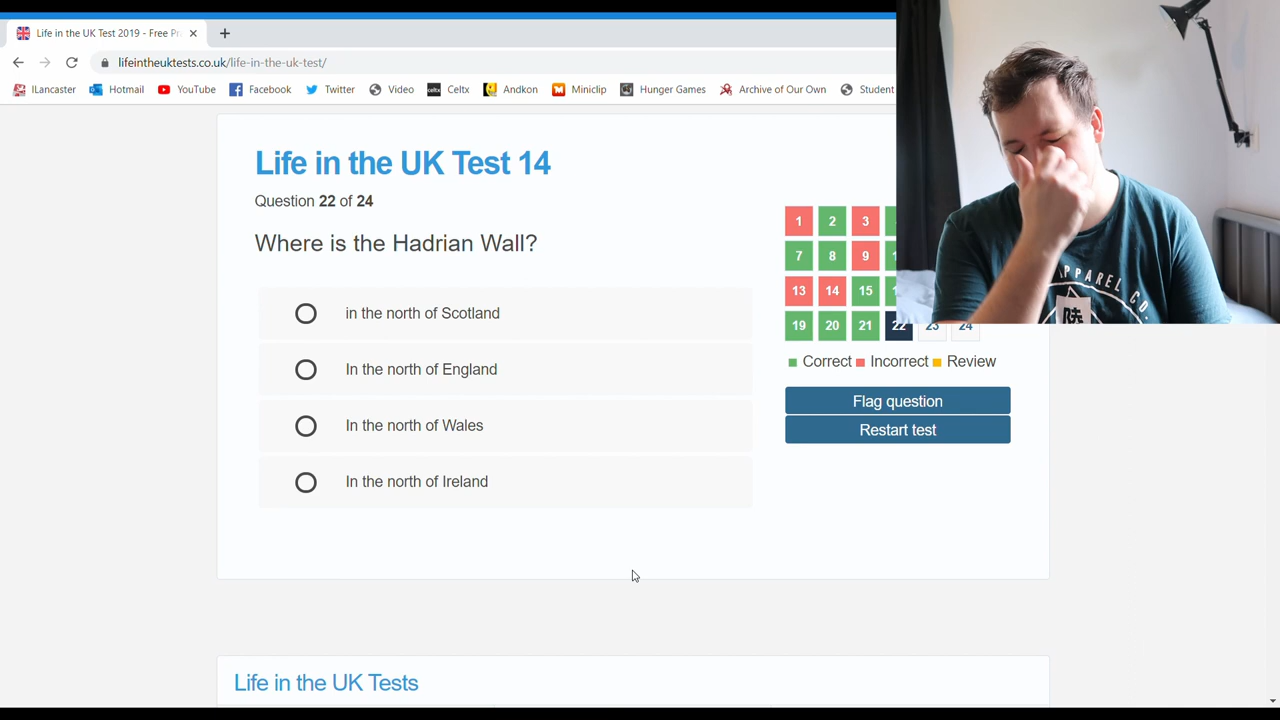 Life in the UK Test 2019 - Free Pr
lifeintheuktests.co.uk/life-in-the-uk-test/
ILancaster Hotmail YouTube Facebook Twitter Video Celtx Andkon Miniclip Hunger Games Archive of Our Own Student
Life in the UK Test 14
Question 22 of 24
Where is the Hadrian Wall?
in the north of Scotland
In the north of England
In the north of Wales
In the north of Ireland
1 2 3
7 8 9
13 14 15
19 20 21 22 23 24
Correct Incorrect Review
Flag question
Restart test
APPAREL CO.
陸
Life in the UK Tests